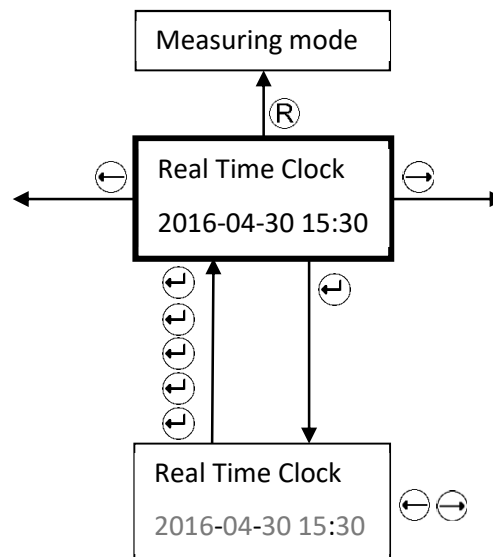 Measuring mode
R
Real Time Clock
2016-04-30 15:30
Real Time Clock
2016-04-30 15:30